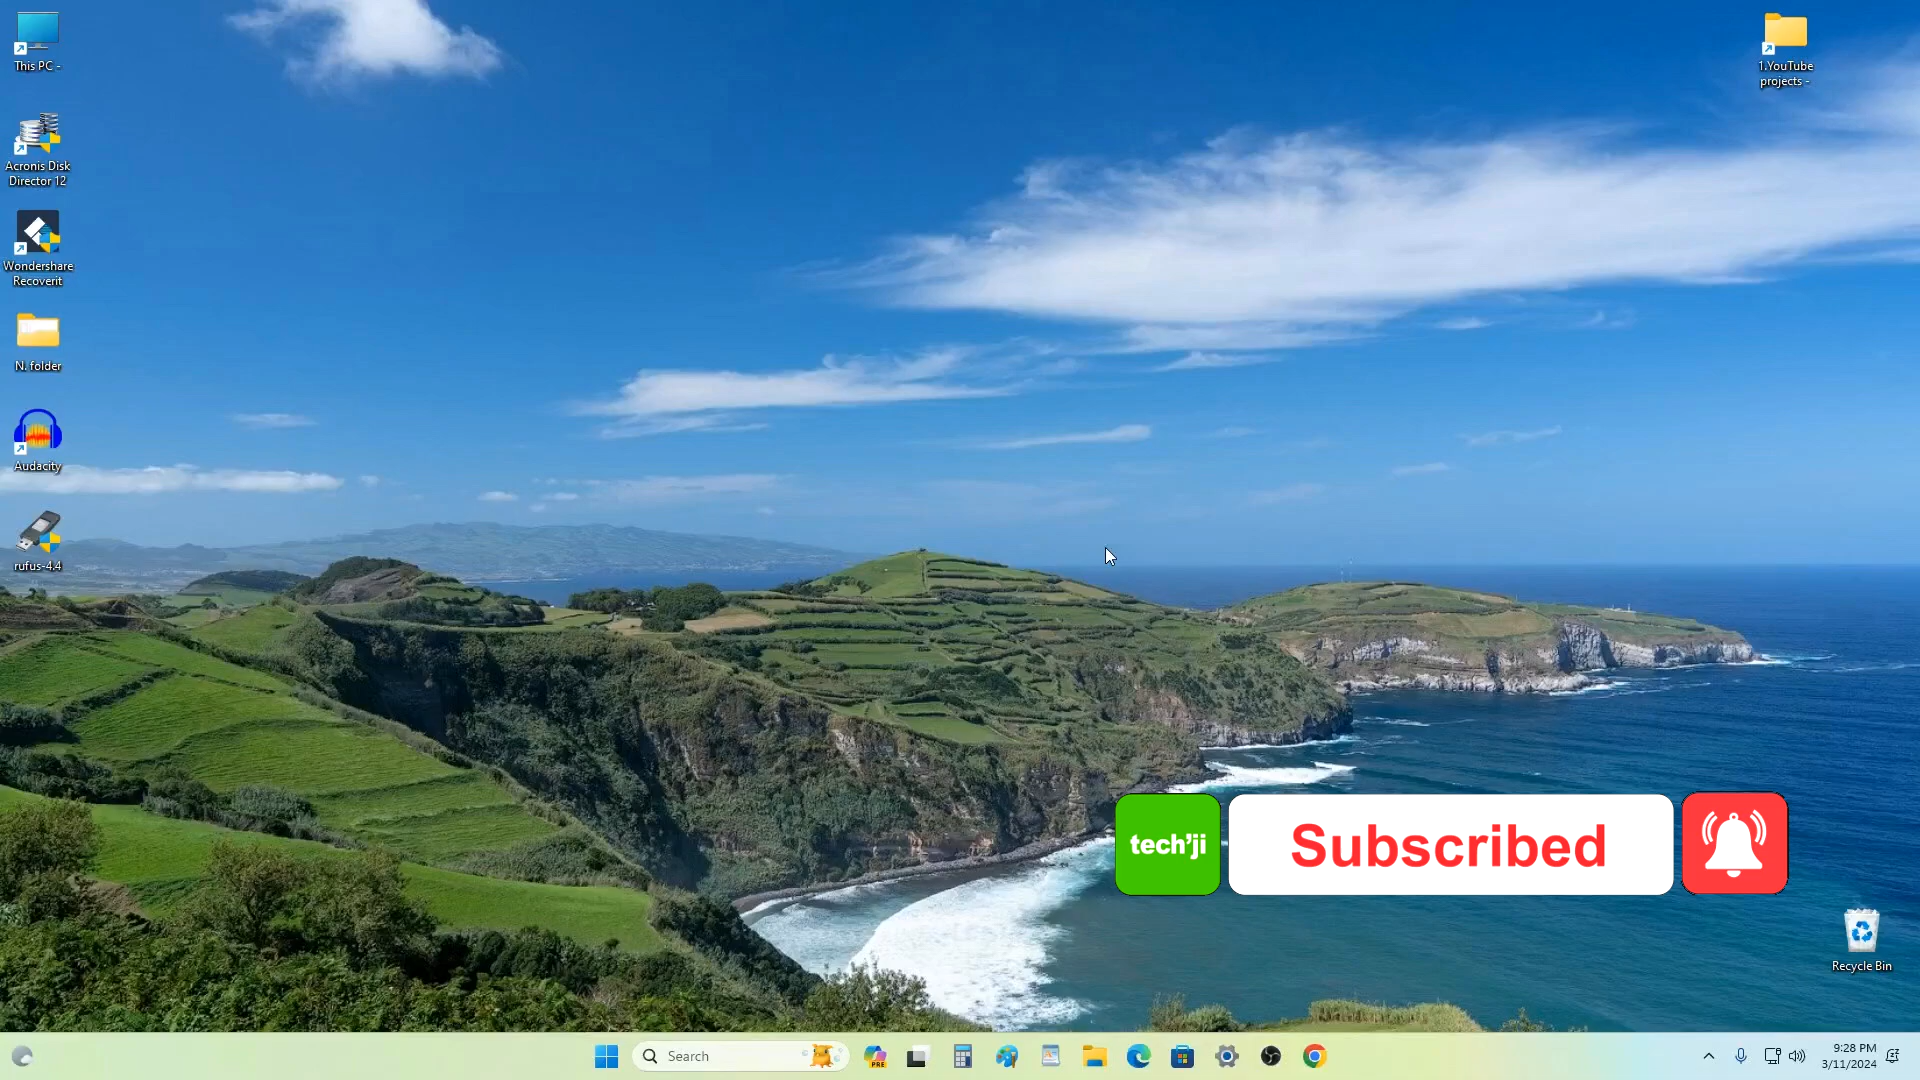 This PC -
1.YouTube
projects -
Acronis Disk
Director 12
Wondershare
Recoverit
N. folder
Audacity
rufus-4.4
tech'ji
Subscribed
Recycle Bin
Search
PRE
9:28 PM
3/11/2024